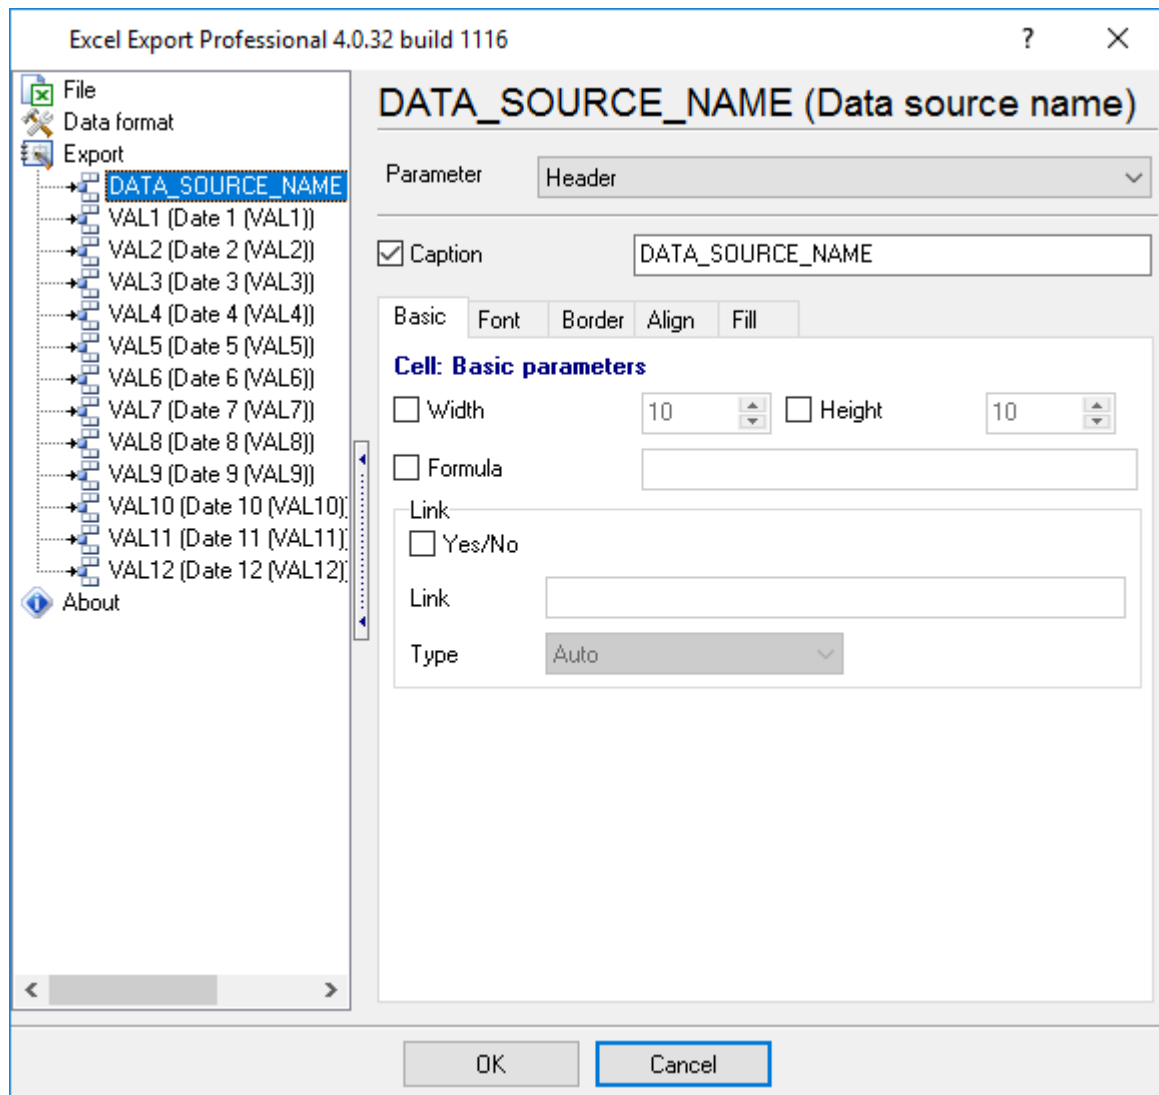 Excel Export Professional 4.0.32 build 1116
?
File
Data format
Export
DATA_SOURCE_NAME
VAL1 (Date 1 (VAL1))
VAL2 (Date 2 (VAL2))
VAL3 (Date 3 (VAL3))
VAL4 (Date 4 (VAL4))
VAL5 (Date 5 (VAL5))
VAL6 (Date 6 (VAL6))
VAL7 (Date 7 (VAL7))
VAL8 (Date 8 (VAL8))
VAL9 (Date 9 (VAL9))
VAL10 (Date 10 (VAL10))
VAL11 (Date 11 (VAL11))
VAL12 (Date 12 (VAL12))
About
DATA_SOURCE_NAME (Data source name)
Parameter Header
Caption DATA_SOURCE_NAME
Basic Font Border Align Fill
Cell: Basic parameters
Width 10 Height 10
Formula
Link
Yes/No
Link
Type Auto
OK Cancel